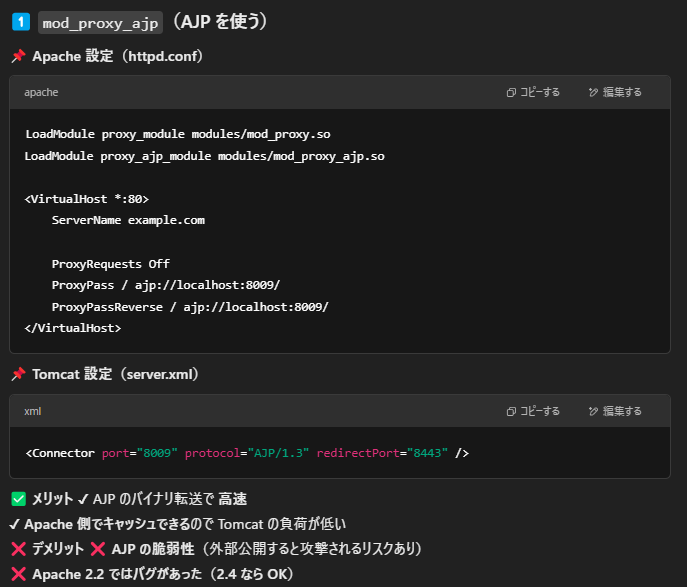 1 mod_proxy_ajp（AJP を使う）
📌 Apache 設定（httpd.conf）
apache コピーする 編集する
LoadModule proxy_module modules/mod_proxy.so
LoadModule proxy_ajp_module modules/mod_proxy_ajp.so
<VirtualHost *:80>
ServerName example.com
ProxyRequests Off
ProxyPass / ajp://localhost:8009/
ProxyPassReverse / ajp://localhost:8009/
</VirtualHost>
📌 Tomcat 設定（server.xml）
xml コピーする 編集する
<Connector port="8009" protocol="AJP/1.3" redirectPort="8443" />
✅ メリット ✓ AJP のバイナリ転送で 高速
✓ Apache 側でキャッシュできるので Tomcat の負荷が低い
❌ デメリット ❌ AJP の脆弱性（外部公開すると攻撃されるリスクあり）
❌ Apache 2.2 ではバグがあった（2.4 なら OK）